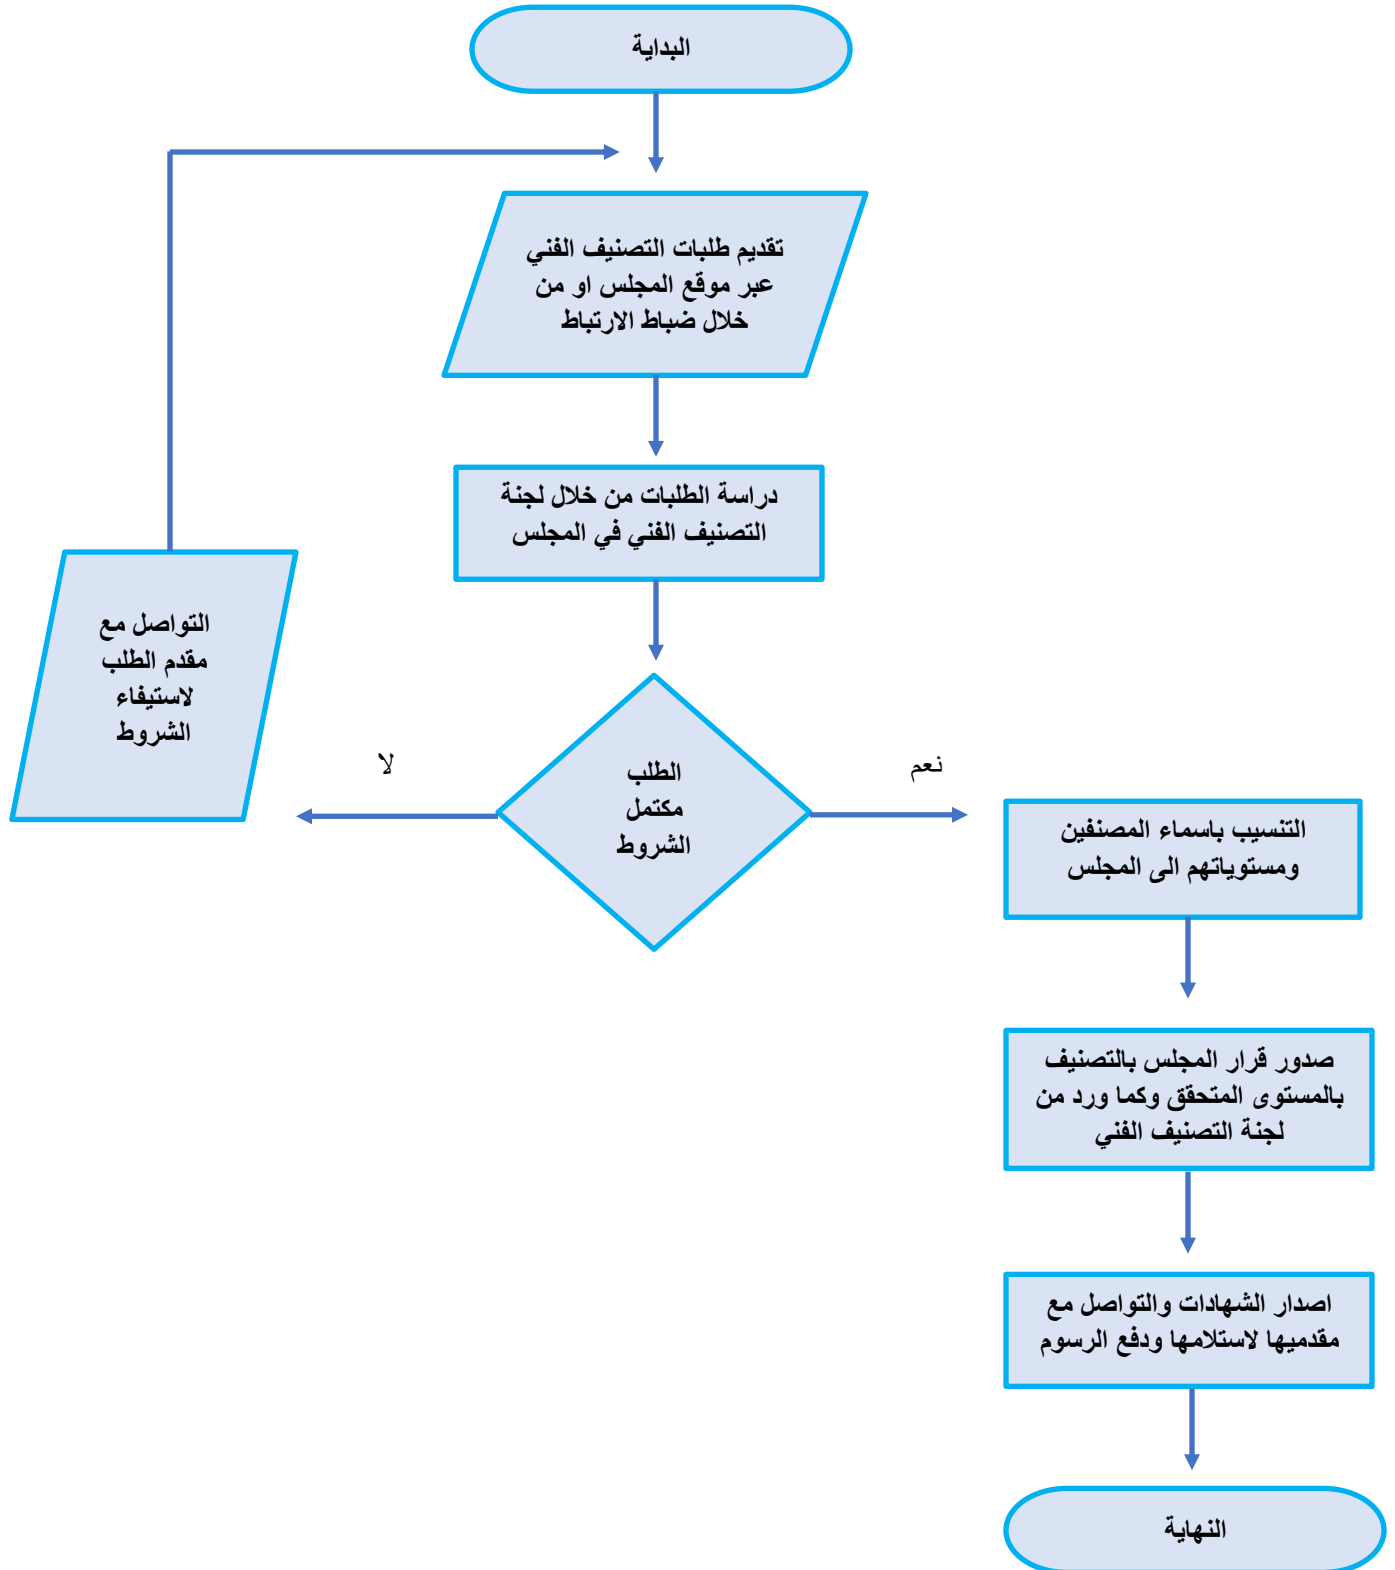 البداية
تقديم طلبات التصنيف الفني
عبر موقع المجلس او من
خلال ضباط الارتباط
دراسة الطلبات من خلال لجنة
التصنيف الفني في المجلس
التواصل مع
مقدم الطلب
لاستيفاء
الشروط
لا
الطلب
مكتمل
الشروط
نعم
التنسيب باسماء المصنفين
ومستوياتهم الى المجلس
صدور قرار المجلس بالتصنيف
بالمستوى المتحقق وكما ورد من
لجنة التصنيف الفني
اصدار الشهادات والتواصل مع
مقدميها لاستلامها ودفع الرسوم
النهاية